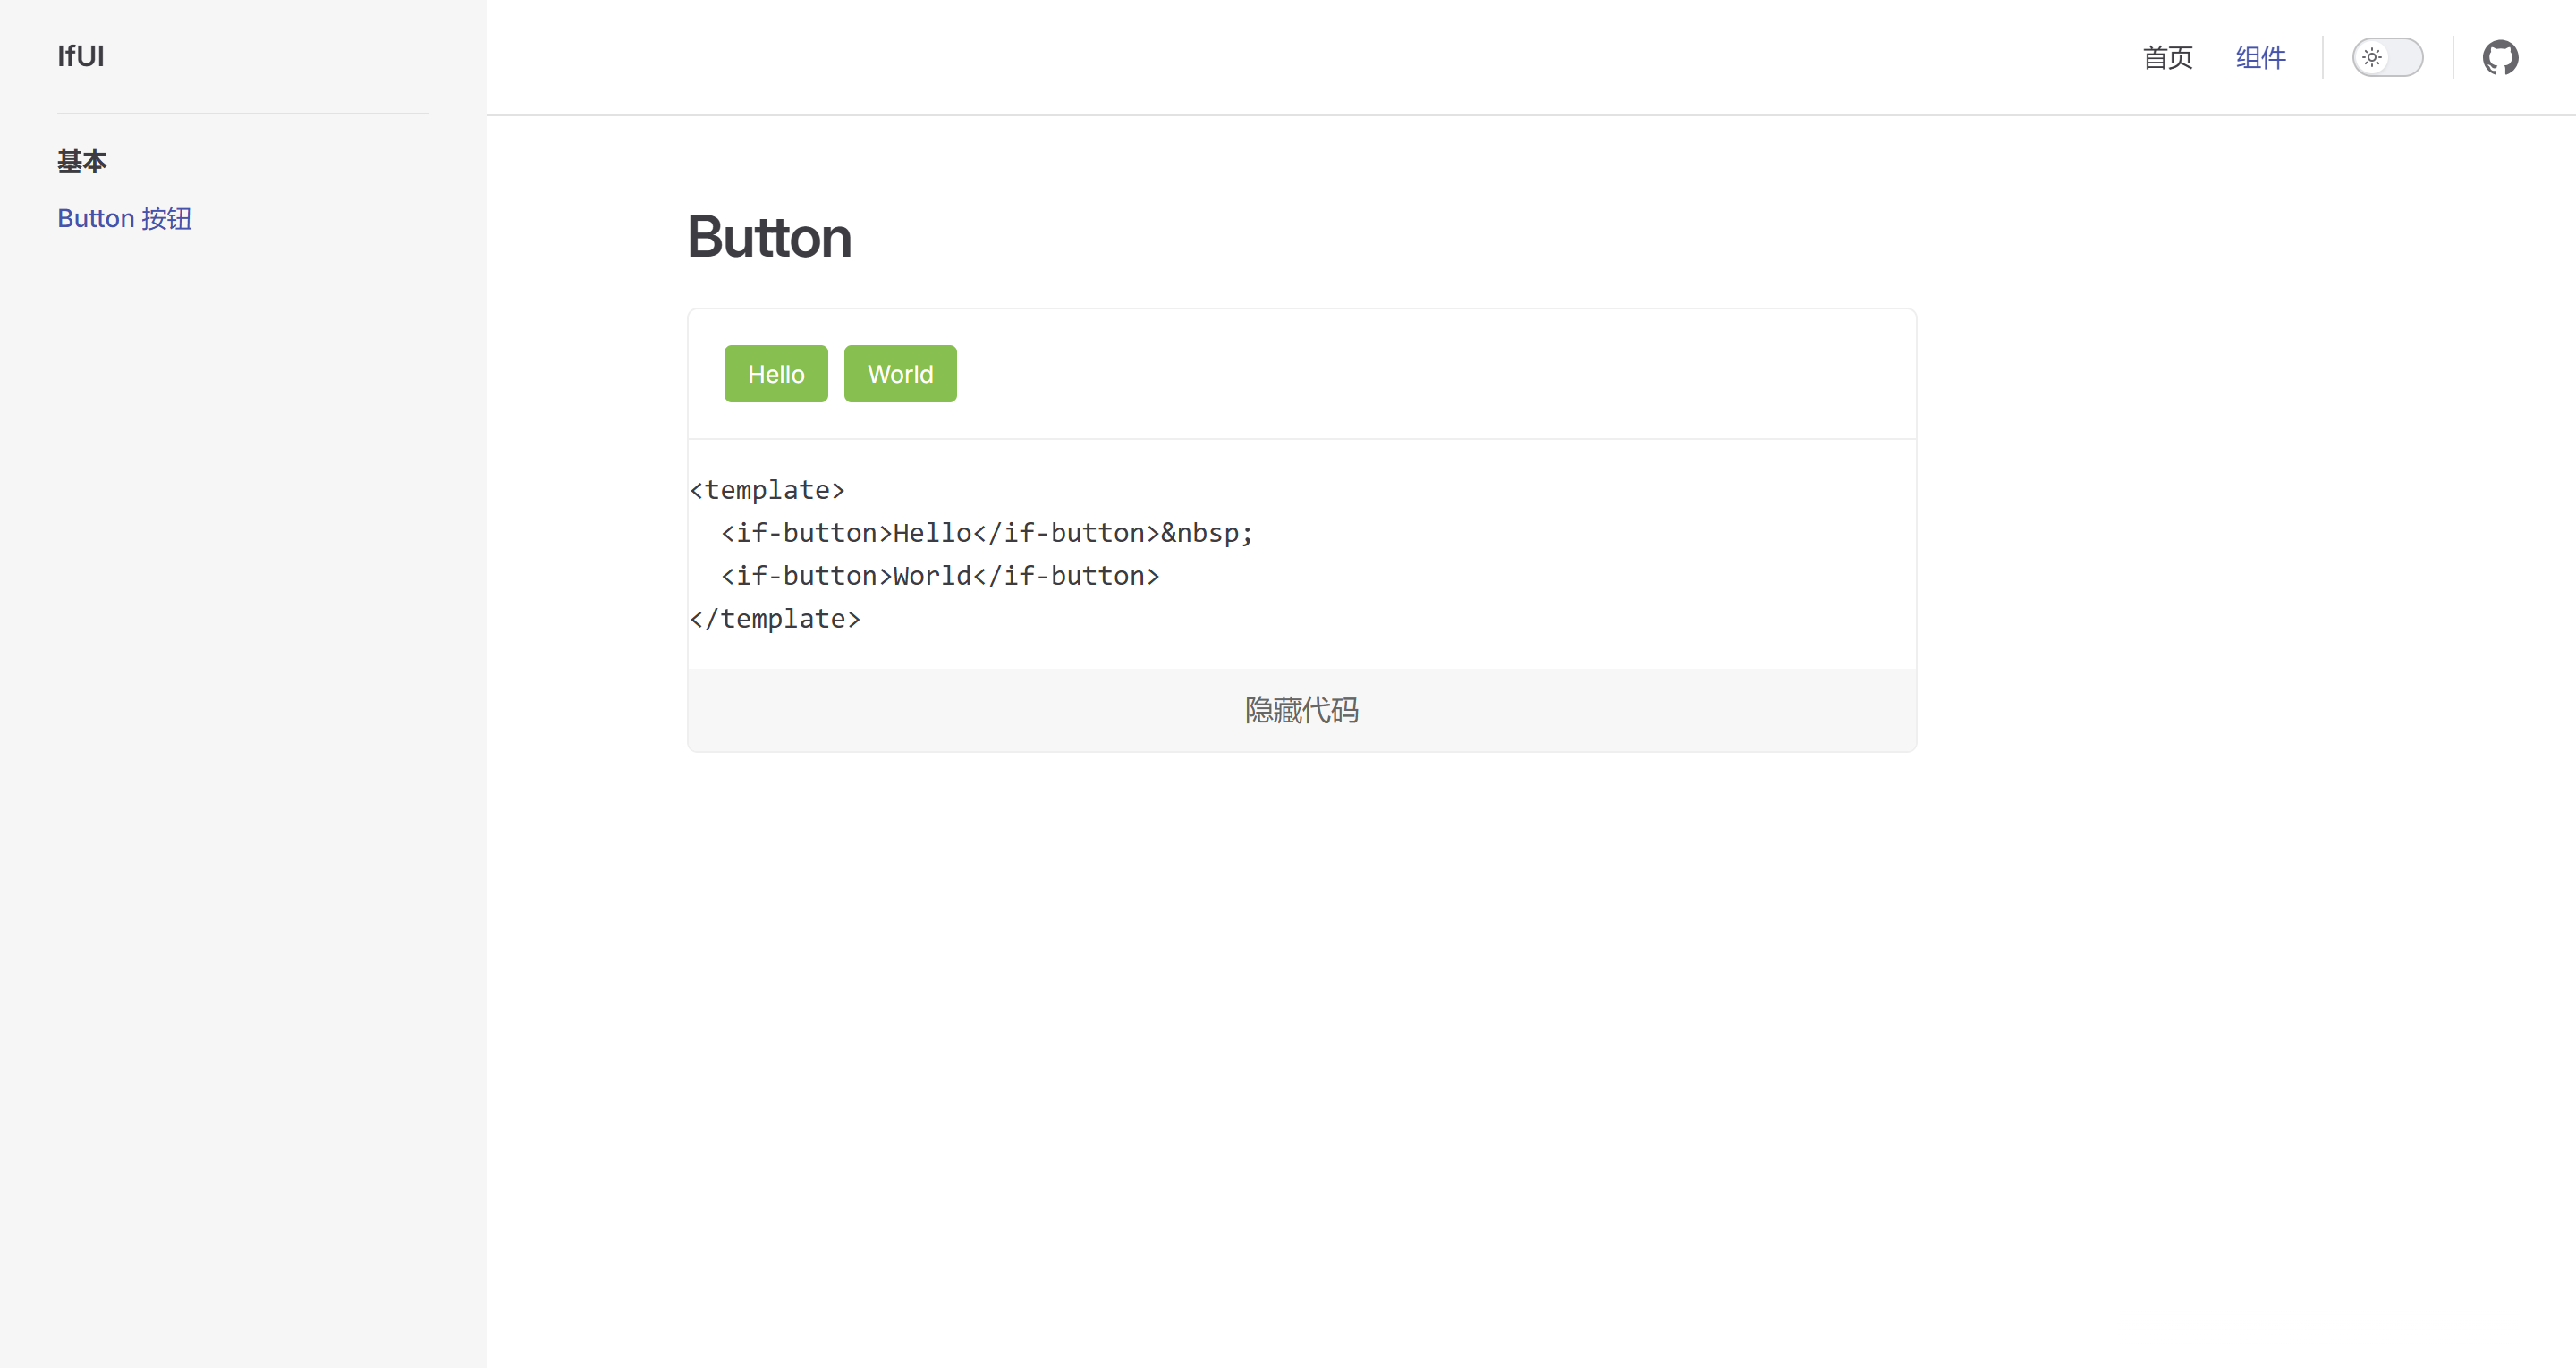 IfUI
首页 组件
基本
Button 按钮
Button
Hello World
<template>
  <if-button>Hello</if-button>&nbsp;
  <if-button>World</if-button>
</template>
隐藏代码